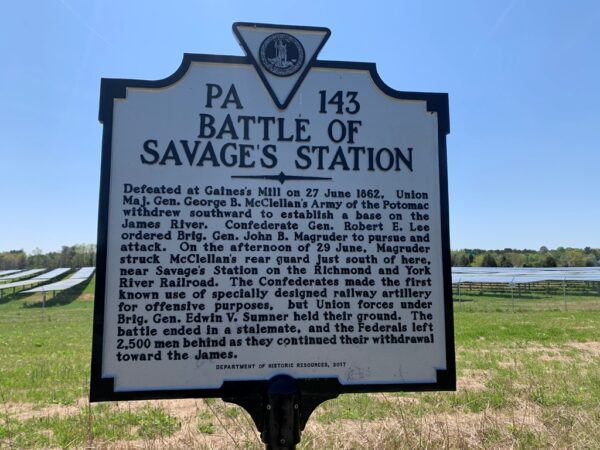 PA 143
BATTLE OF
SAVAGE'S STATION
Defeated at Gaines's Mill on 27 June 1862, Union
Maj. Gen. George B. McClellan's Army of the Potomac
withdrew southward to establish a base on the
James River. Confederate Gen. Robert E. Lee
ordered Brig. Gen. John B. Magruder to pursue and
attack. On the afternoon of 29 June, Magruder
struck McClellan's rear guard just south of here,
near Savage's Station on the Richmond and York
River Railroad. The Confederates made the first
known use of specially designed railway artillery
for offensive purposes, but Union forces under
Brig. Gen. Edwin V. Sumner held their ground. The
battle ended in a stalemate, and the Federals left
2,500 men behind as they continued their withdrawal
toward the James.
DEPARTMENT OF HISTORIC RESOURCES, 2017